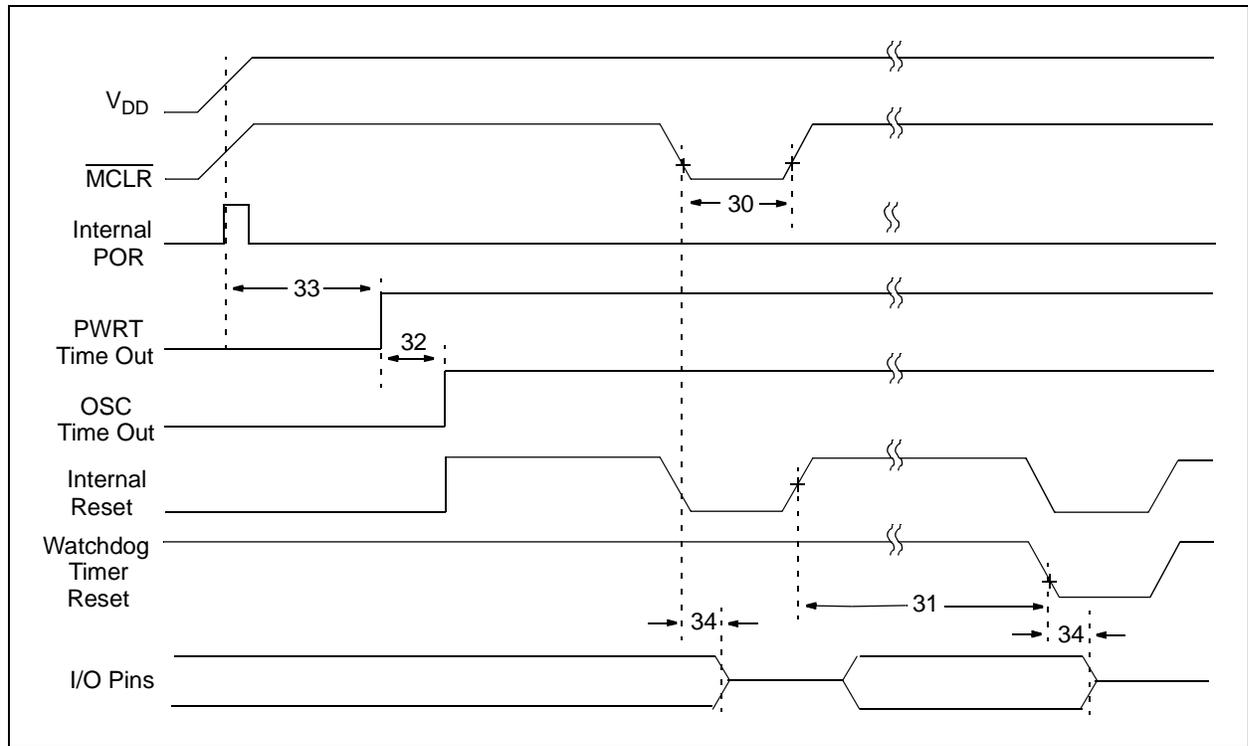 VDD
MCLR
30
Internal
POR
33
PWRT
Time Out
32
OSC
Time Out
Internal
Reset
Watchdog
Timer
Reset
31
34
34
I/O Pins